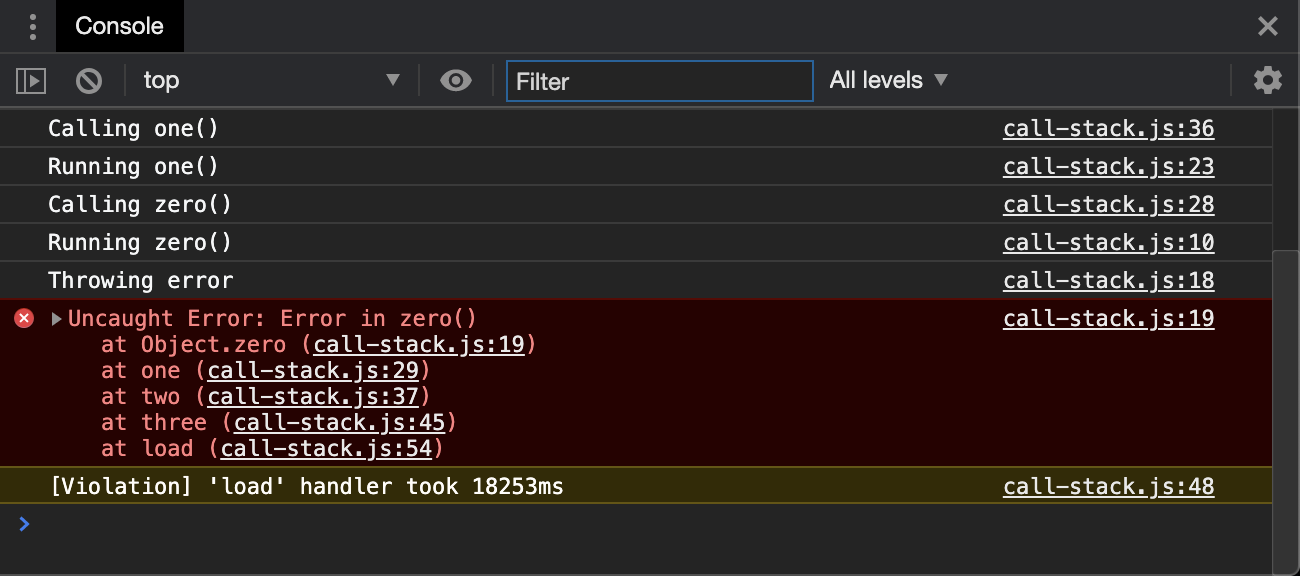 Console
top Filter All levels
Calling one() call-stack.js:36
Running one() call-stack.js:23
Calling zero() call-stack.js:28
Running zero() call-stack.js:10
Throwing error call-stack.js:18
Uncaught Error: Error in zero() call-stack.js:19
at Object.zero (call-stack.js:19)
at one (call-stack.js:29)
at two (call-stack.js:37)
at three (call-stack.js:45)
at load (call-stack.js:54)
[Violation] 'load' handler took 18253ms call-stack.js:48